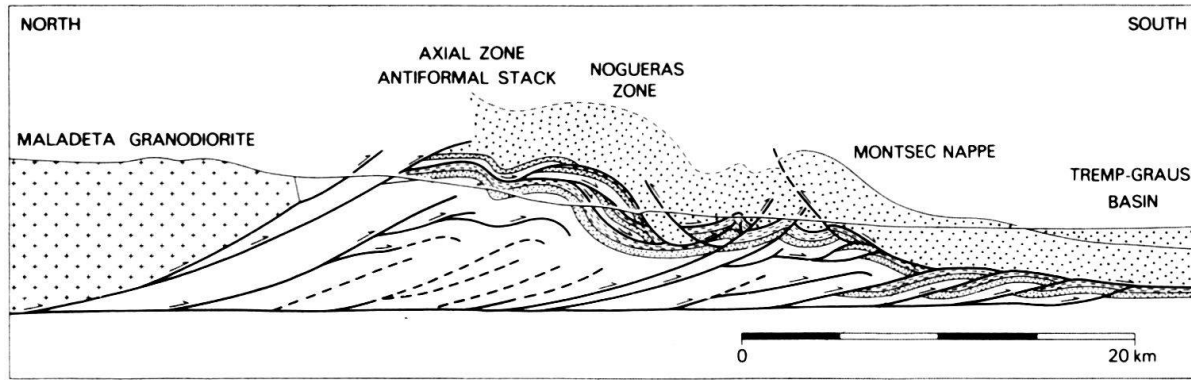 NORTH
SOUTH
AXIAL ZONE
ANTIFORMAL STACK
NOGUERAS
ZONE
MALADETA GRANODIORITE
MONTSEC NAPPE
TREMP-GRAUS
BASIN
0
20 km